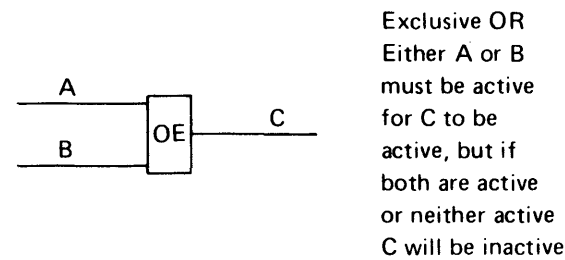 A
B
OE
C
Exclusive OR
Either A or B
must be active
for C to be
active, but if
both are active
or neither active
C will be inactive